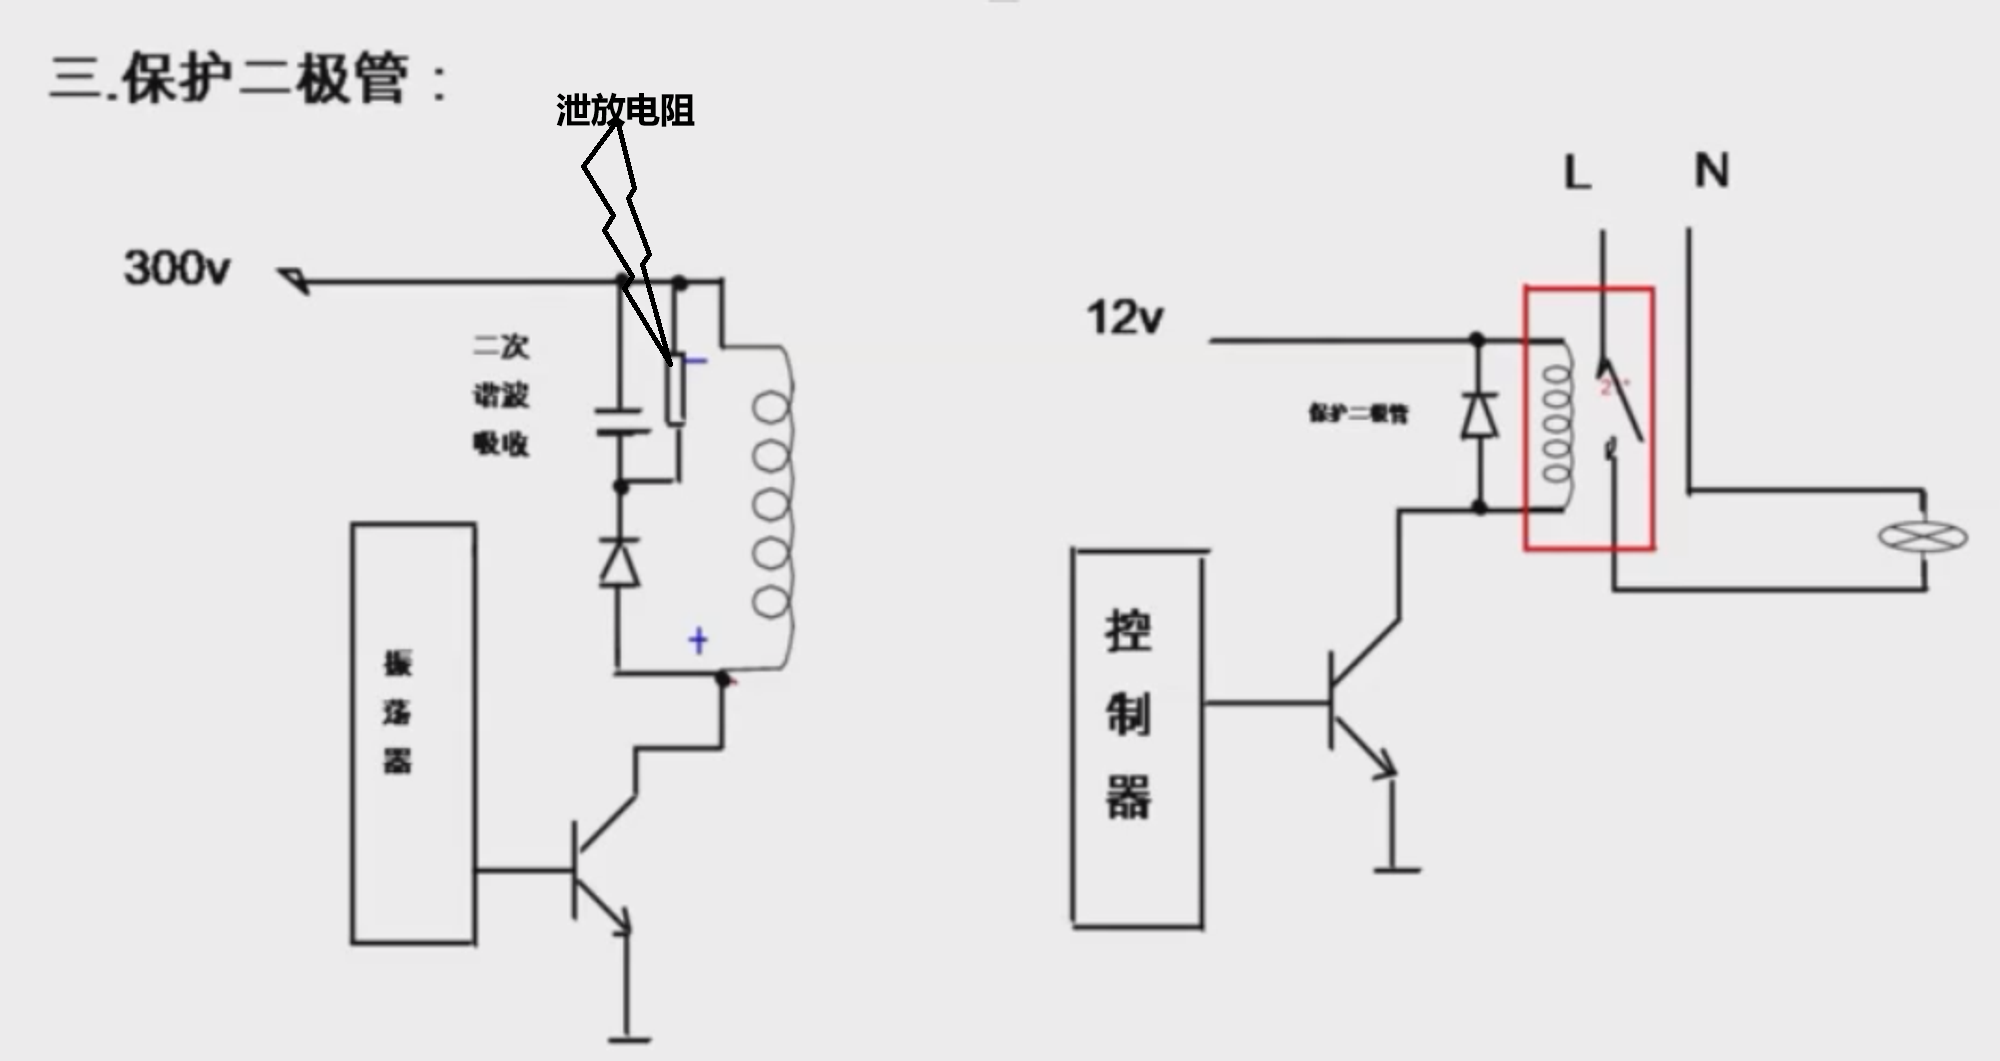 三.保护二极管：
泄放电阻
300v
二次
谐波
吸收
−
+
振
荡
器
L N
12v
保护二极管
控
制
器